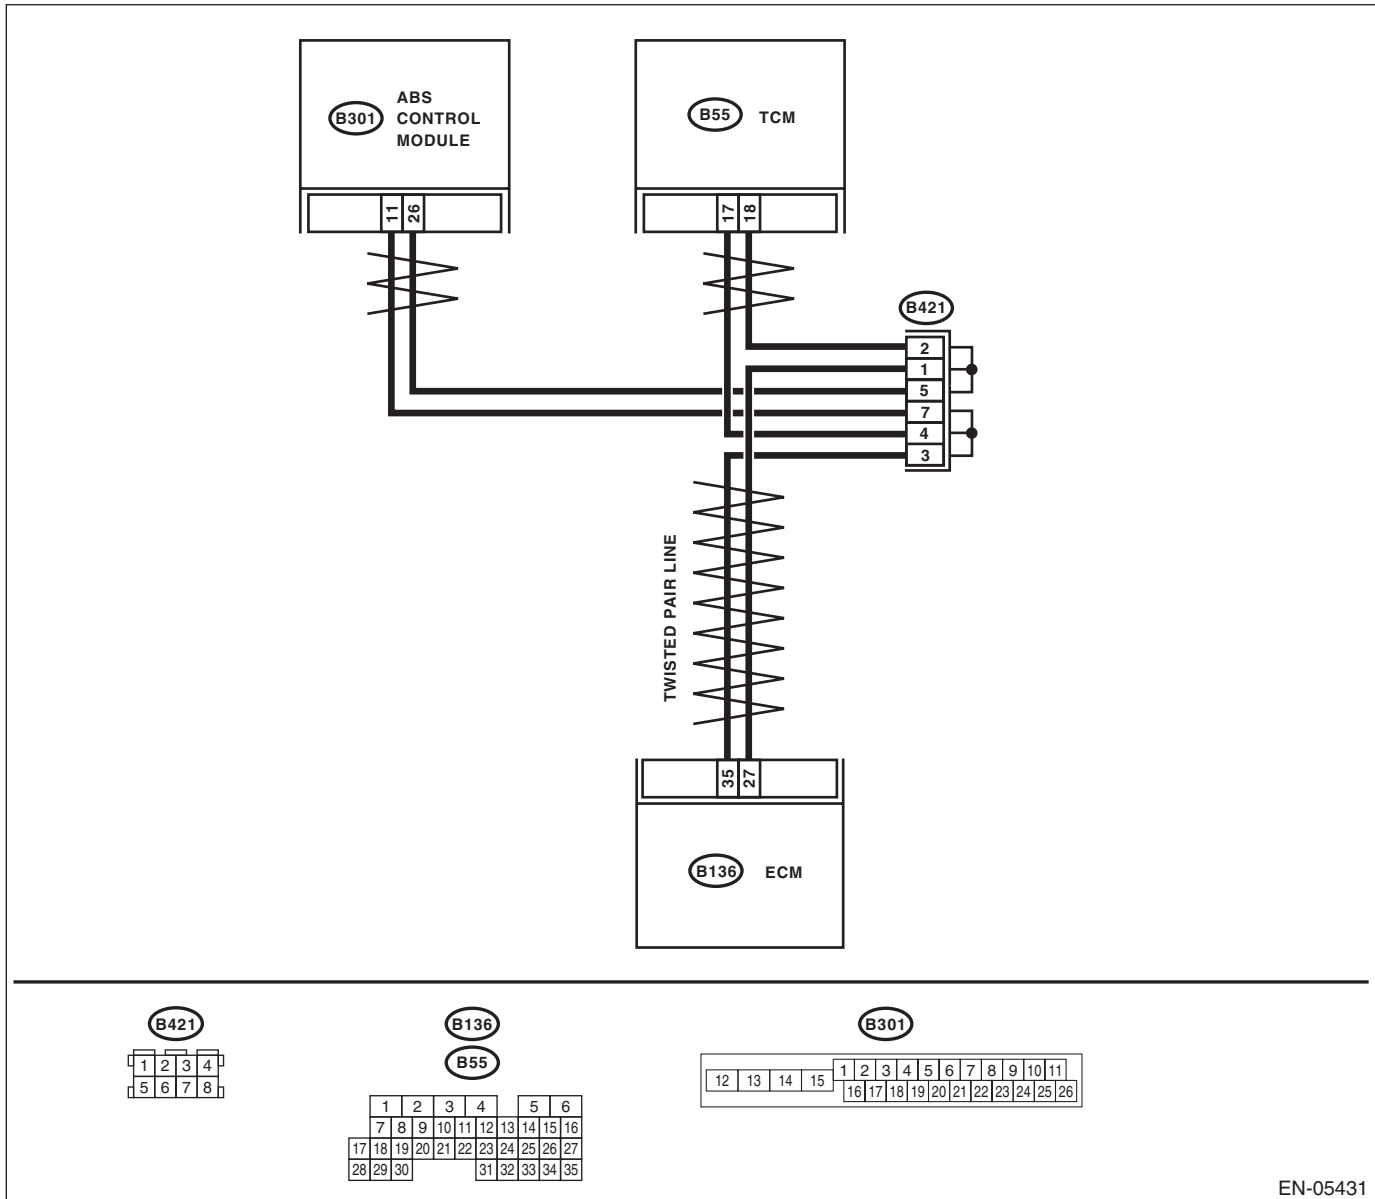 B301
ABS
CONTROL
MODULE
B55 TCM
11 26
17 18
B421
2
1
5
7
4
3
TWISTED PAIR LINE
35 27
B136 ECM
B421
1 2 3 4
5 6 7 8
B136
B55
1 2 3 4 5 6
7 8 9 10 11 12 13 14 15 16
17 18 19 20 21 22 23 24 25 26 27
28 29 30 31 32 33 34 35
B301
12 13 14 15 1 2 3 4 5 6 7 8 9 10 11
16 17 18 19 20 21 22 23 24 25 26
EN-05431